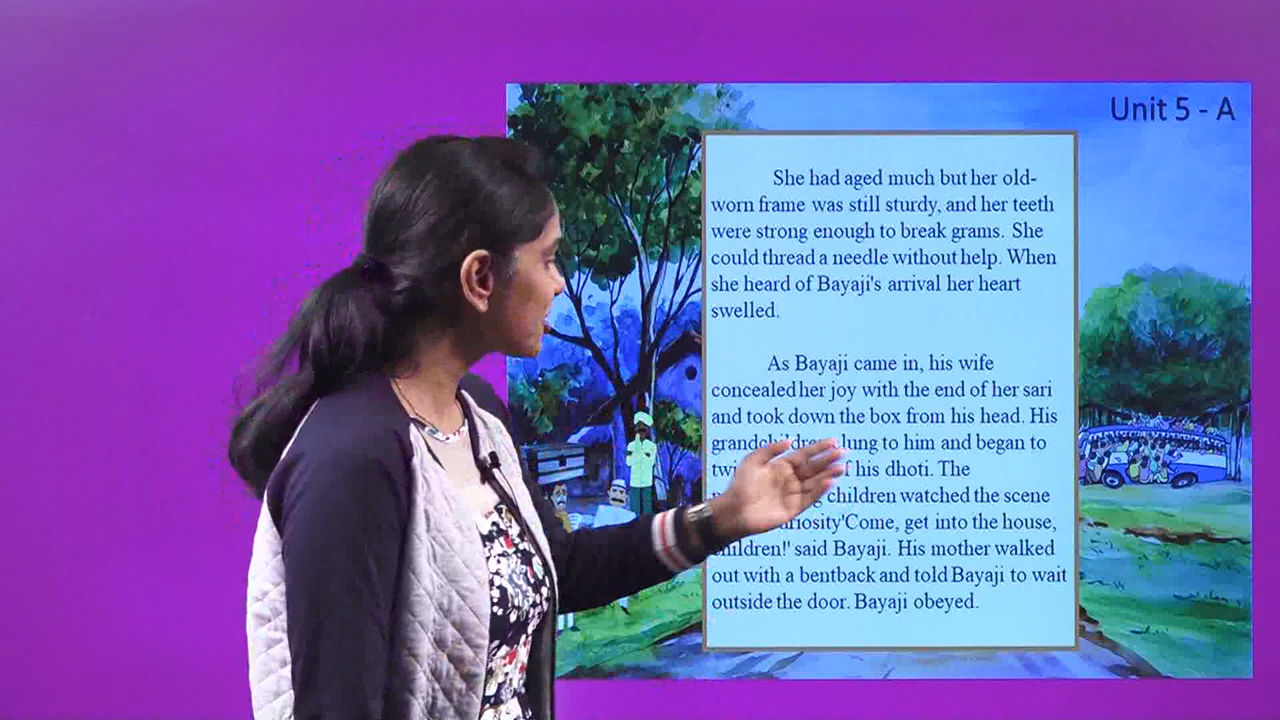 Unit 5 - A
She had aged much but her old-
worn frame was still sturdy, and her teeth
were strong enough to break grams. She
could thread a needle without help. When
she heard of Bayaji's arrival her heart
swelled.
As Bayaji came in, his wife
concealed her joy with the end of her sari
and took down the box from his head. His
grandchildren clung to him and began to
his dhoti. The
children watched the scene
'Come, get into the house,
children!' said Bayaji. His mother walked
out with a bentback and told Bayaji to wait
outside the door. Bayaji obeyed.